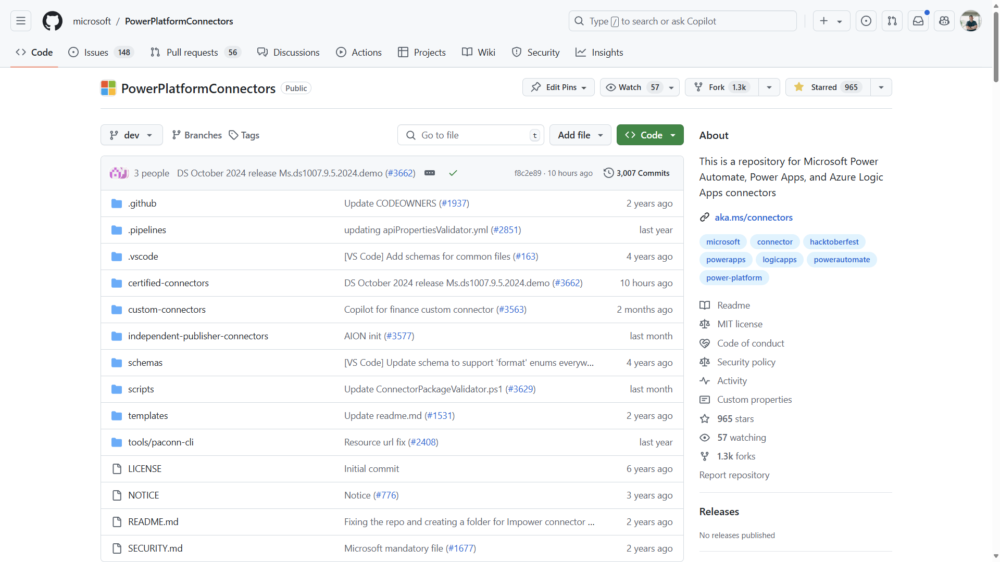 microsoft / PowerPlatformConnectors
Type / to search or ask Copilot
Code
Issues 148
Pull requests 56
Discussions
Actions
Projects
Wiki
Security
Insights
PowerPlatformConnectors Public
Edit Pins
Watch 57
Fork 1.3k
Starred 965
dev
Branches
Tags
Go to file t
Add file
Code
3 people DS October 2024 release Ms.ds1007.9.5.2024.demo (#3662) f8c2e89 · 10 hours ago 3,007 Commits
.github Update CODEOWNERS (#1937) 2 years ago
.pipelines updating apiPropertiesValidator.yml (#2851) last year
.vscode [VS Code] Add schemas for common files (#163) 4 years ago
certified-connectors DS October 2024 release Ms.ds1007.9.5.2024.demo (#3662) 10 hours ago
custom-connectors Copilot for finance custom connector (#3563) 2 months ago
independent-publisher-connectors AION init (#3577) last month
schemas [VS Code] Update schema to support 'format' enums everyw... 4 years ago
scripts Update ConnectorPackageValidator.ps1 (#3629) last month
templates Update readme.md (#1531) 2 years ago
tools/paconn-cli Resource url fix (#2408) last year
LICENSE Initial commit 6 years ago
NOTICE Notice (#776) 3 years ago
README.md Fixing the repo and creating a folder for Impower connector ... 2 years ago
SECURITY.md Microsoft mandatory file (#1677) 2 years ago
About
This is a repository for Microsoft Power
Automate, Power Apps, and Azure Logic
Apps connectors
aka.ms/connectors
microsoft connector hacktoberfest
powerapps logicapps powerautomate
power-platform
Readme
MIT license
Code of conduct
Security policy
Activity
Custom properties
965 stars
57 watching
1.3k forks
Report repository
Releases
No releases published